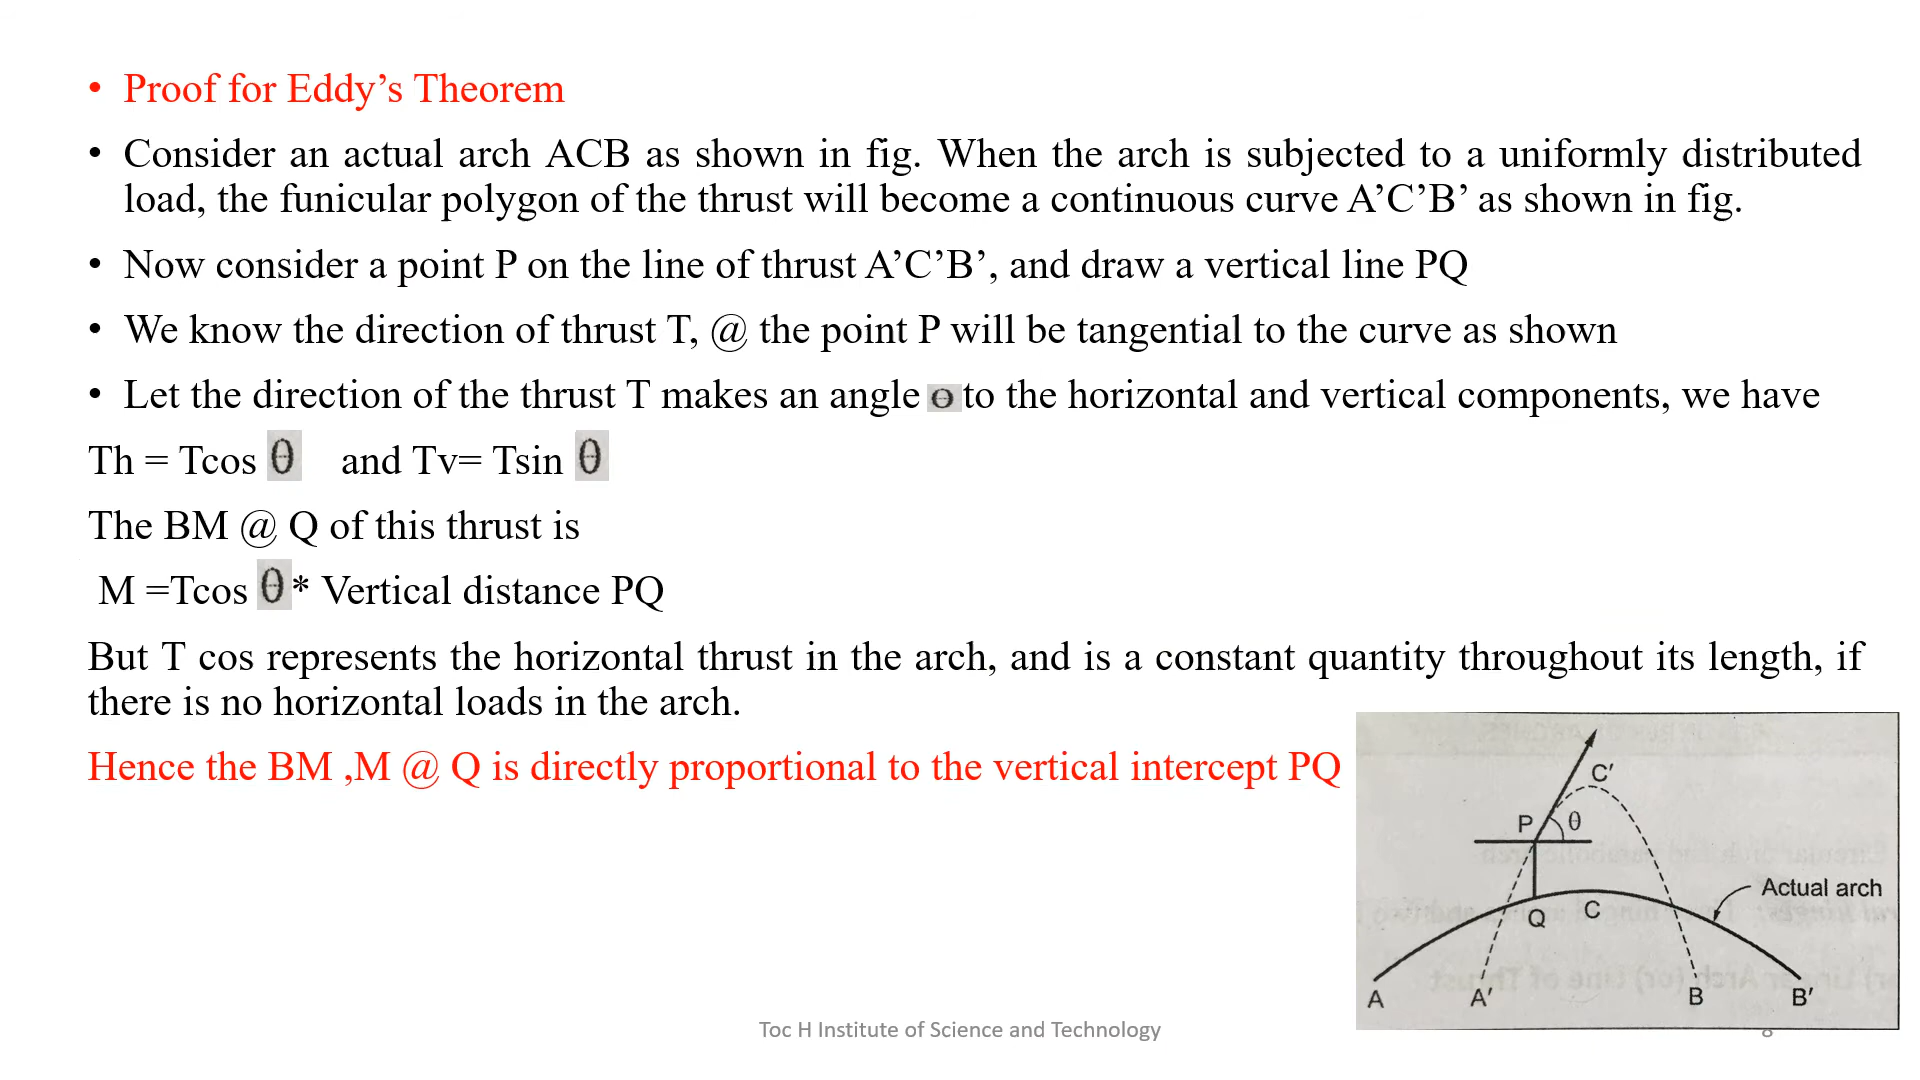 • Proof for Eddy’s Theorem
• Consider an actual arch ACB as shown in fig. When the arch is subjected to a uniformly distributed
load, the funicular polygon of the thrust will become a continuous curve A’C’B’ as shown in fig.
• Now consider a point P on the line of thrust A’C’B’, and draw a vertical line PQ
• We know the direction of thrust T, @ the point P will be tangential to the curve as shown
• Let the direction of the thrust T makes an angle θ to the horizontal and vertical components, we have
Th = Tcos θ and Tv= Tsin θ
The BM @ Q of this thrust is
M =Tcos θ * Vertical distance PQ
But T cos represents the horizontal thrust in the arch, and is a constant quantity throughout its length, if
there is no horizontal loads in the arch.
Hence the BM ,M @ Q is directly proportional to the vertical intercept PQ
C′
P θ
Actual arch
Q C
A A′ B B′
Toc H Institute of Science and Technology
8